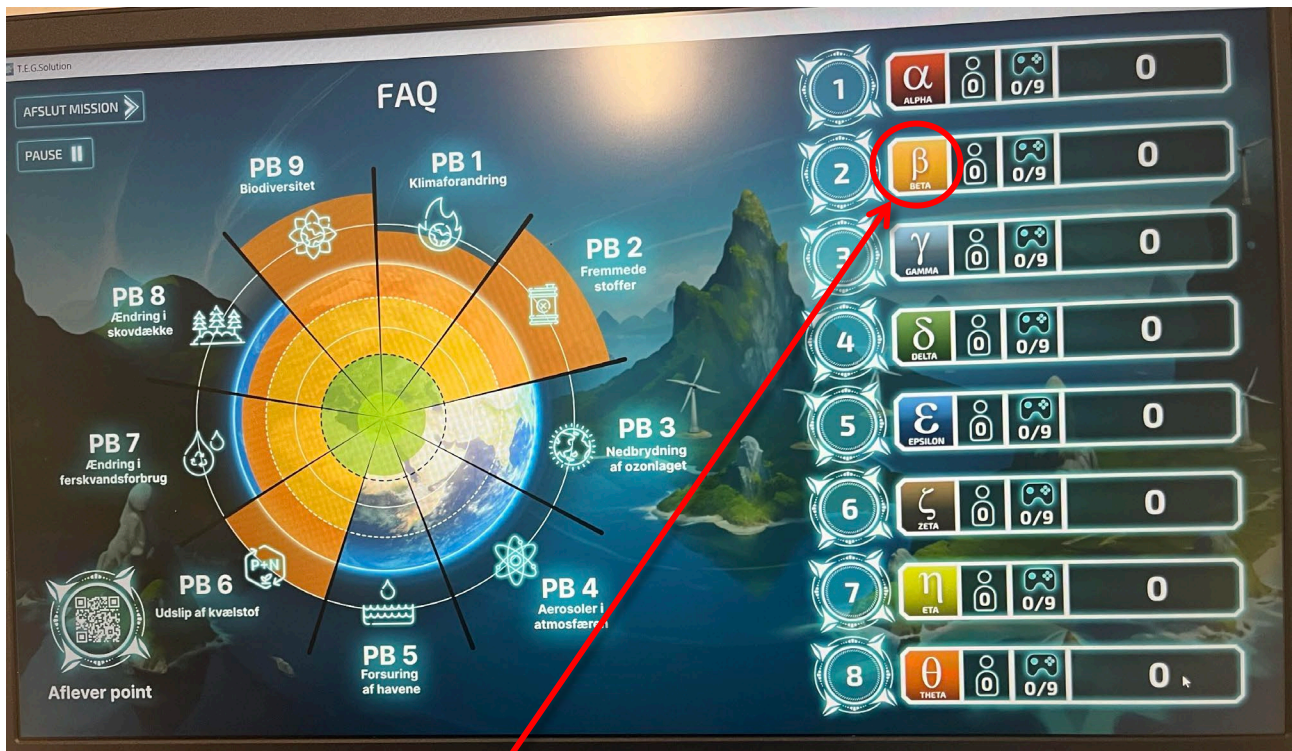 T.E.G.Solution
AFSLUT MISSION
PAUSE
FAQ
PB 9
Biodiversitet
PB 1
Klimaforandring
PB 2
Fremmede
stoffer
PB 3
Nedbrydning
af ozonlaget
PB 4
Aerosoler i
atmosfæren
PB 5
Forsuring
af havene
PB 6
Udslip af kvælstof
P+N
PB 7
Ændring i
ferskvandsforbrug
PB 8
Ændring i
skovdække
Aflever point
1 α ALPHA 0 0/9 0
2 β BETA 0 0/9 0
3 γ GAMMA 0 0/9 0
4 δ DELTA 0 0/9 0
5 ε EPSILON 0 0/9 0
6 ζ ZETA 0 0/9 0
7 η ETA 0 0/9 0
8 θ THETA 0 0/9 0